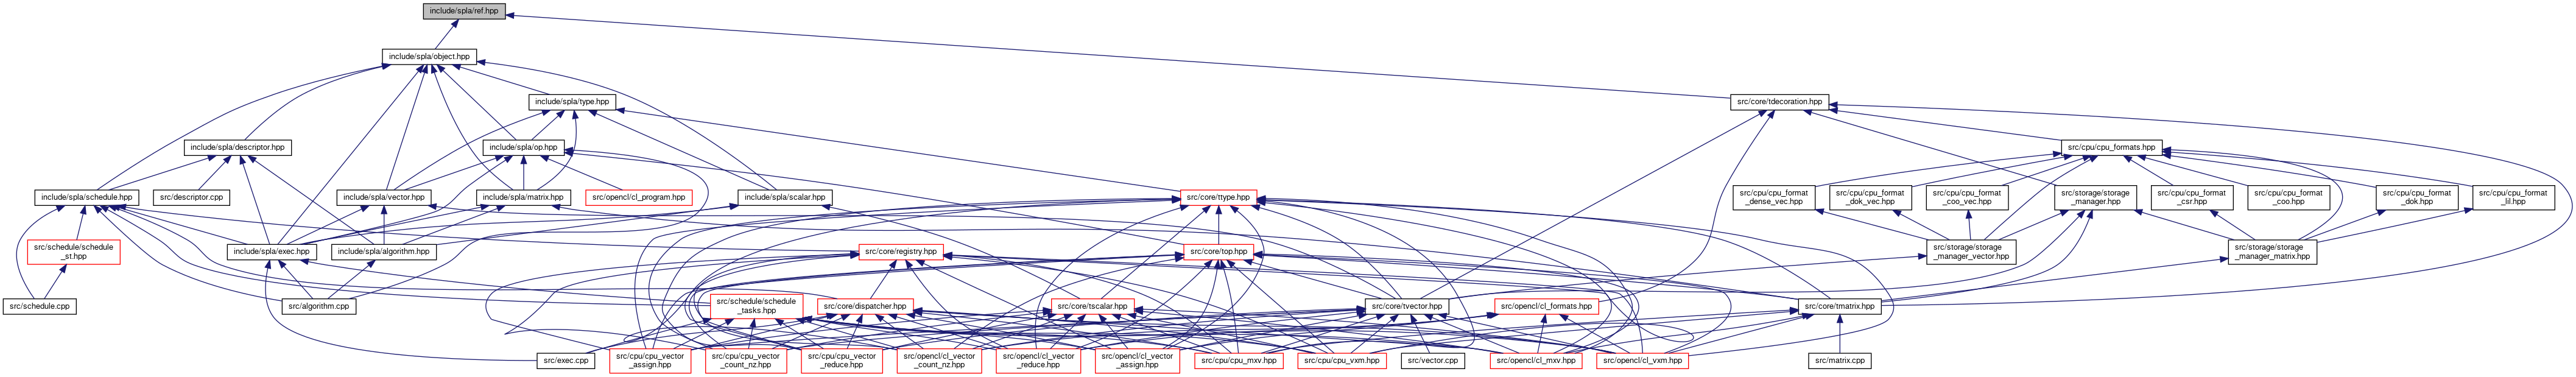 include/spla/ref.hpp
include/spla/object.hpp
include/spla/type.hpp
src/core/tdecoration.hpp
include/spla/descriptor.hpp
include/spla/op.hpp
src/cpu/cpu_formats.hpp
include/spla/schedule.hpp
src/descriptor.cpp
include/spla/vector.hpp
include/spla/matrix.hpp
src/opencl/cl_program.hpp
include/spla/scalar.hpp
src/core/ttype.hpp
src/cpu/cpu_format
_dense_vec.hpp
src/cpu/cpu_format
_dok_vec.hpp
src/cpu/cpu_format
_coo_vec.hpp
src/storage/storage
_manager.hpp
src/cpu/cpu_format
_csr.hpp
src/cpu/cpu_format
_coo.hpp
src/cpu/cpu_format
_dok.hpp
src/cpu/cpu_format
_lil.hpp
src/schedule/schedule
_st.hpp
include/spla/exec.hpp
include/spla/algorithm.hpp
src/core/registry.hpp
src/core/top.hpp
src/storage/storage
_manager_vector.hpp
src/storage/storage
_manager_matrix.hpp
src/schedule.cpp
src/algorithm.cpp
src/schedule/schedule
_tasks.hpp
src/core/dispatcher.hpp
src/core/tscalar.hpp
src/core/tvector.hpp
src/opencl/cl_formats.hpp
src/core/tmatrix.hpp
src/exec.cpp
src/cpu/cpu_vector
_assign.hpp
src/cpu/cpu_vector
_count_nz.hpp
src/cpu/cpu_vector
_reduce.hpp
src/opencl/cl_vector
_count_nz.hpp
src/opencl/cl_vector
_reduce.hpp
src/opencl/cl_vector
_assign.hpp
src/cpu/cpu_mxv.hpp
src/cpu/cpu_vxm.hpp
src/vector.cpp
src/opencl/cl_mxv.hpp
src/opencl/cl_vxm.hpp
src/matrix.cpp